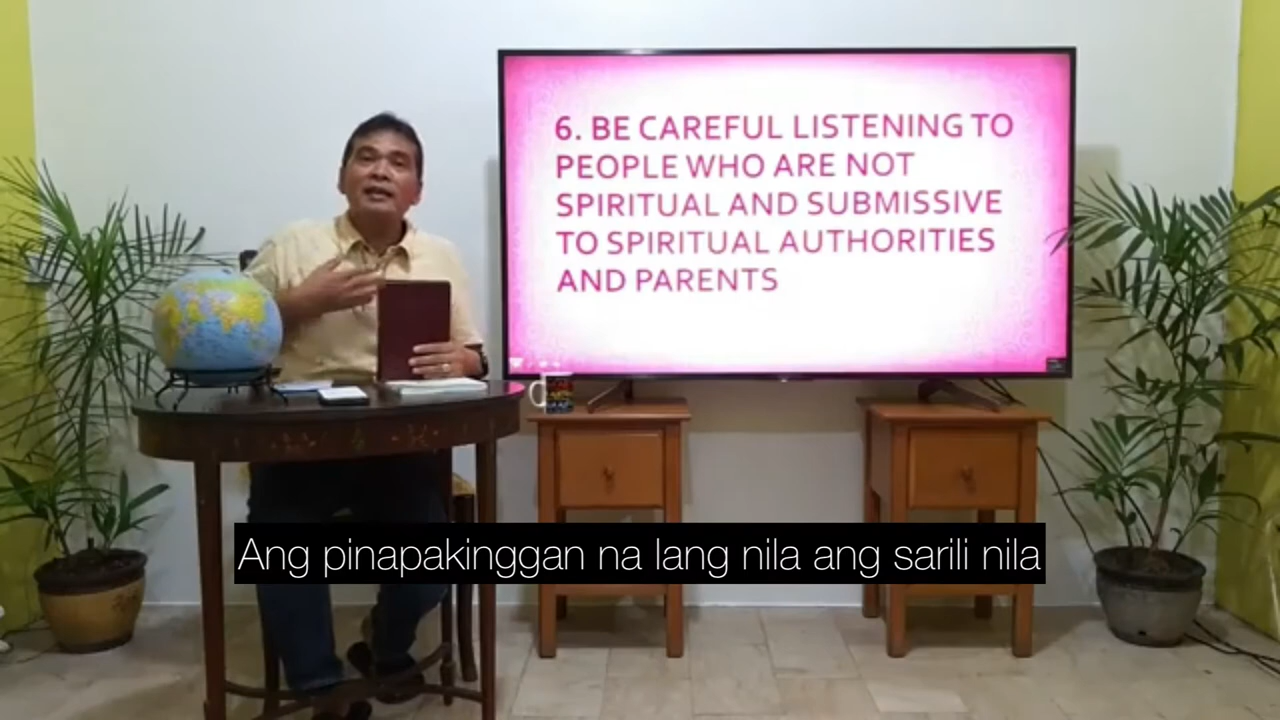 6. BE CAREFUL LISTENING TO
PEOPLE WHO ARE NOT
SPIRITUAL AND SUBMISSIVE
TO SPIRITUAL AUTHORITIES
AND PARENTS
Ang pinapakinggan na lang nila ang sarili nila